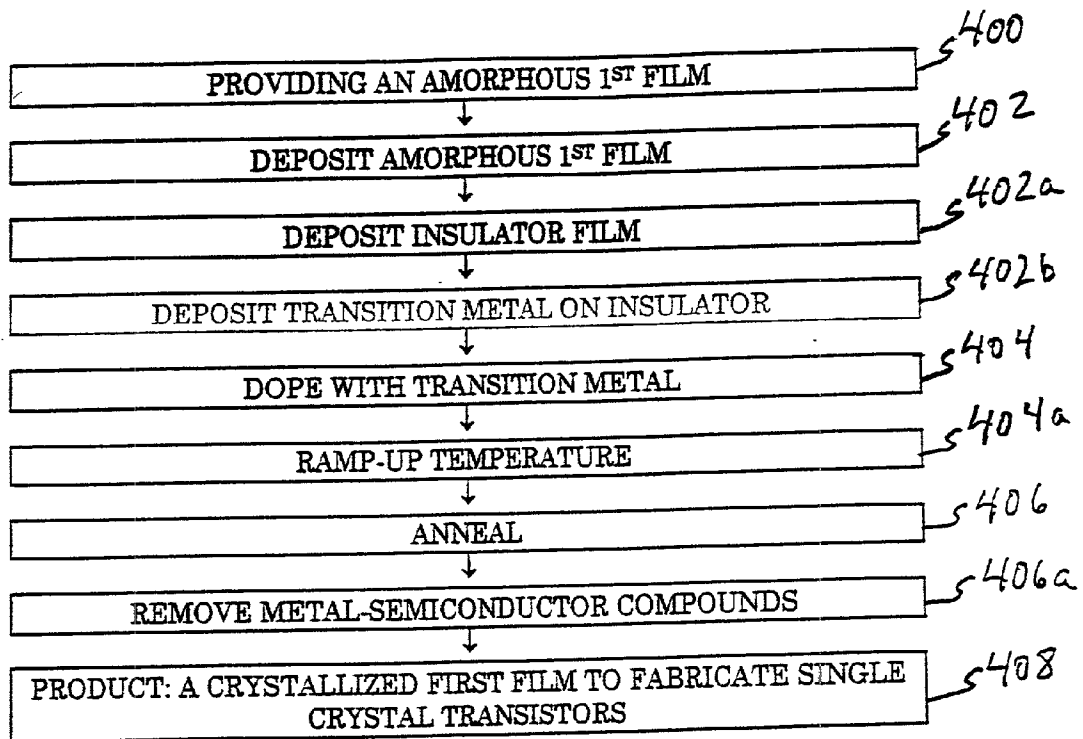 400
PROVIDING AN AMORPHOUS 1ST FILM
402
DEPOSIT AMORPHOUS 1ST FILM
402a
DEPOSIT INSULATOR FILM
402b
DEPOSIT TRANSITION METAL ON INSULATOR
404
DOPE WITH TRANSITION METAL
404a
RAMP-UP TEMPERATURE
406
ANNEAL
406a
REMOVE METAL-SEMICONDUCTOR COMPOUNDS
408
PRODUCT: A CRYSTALLIZED FIRST FILM TO FABRICATE SINGLE
CRYSTAL TRANSISTORS